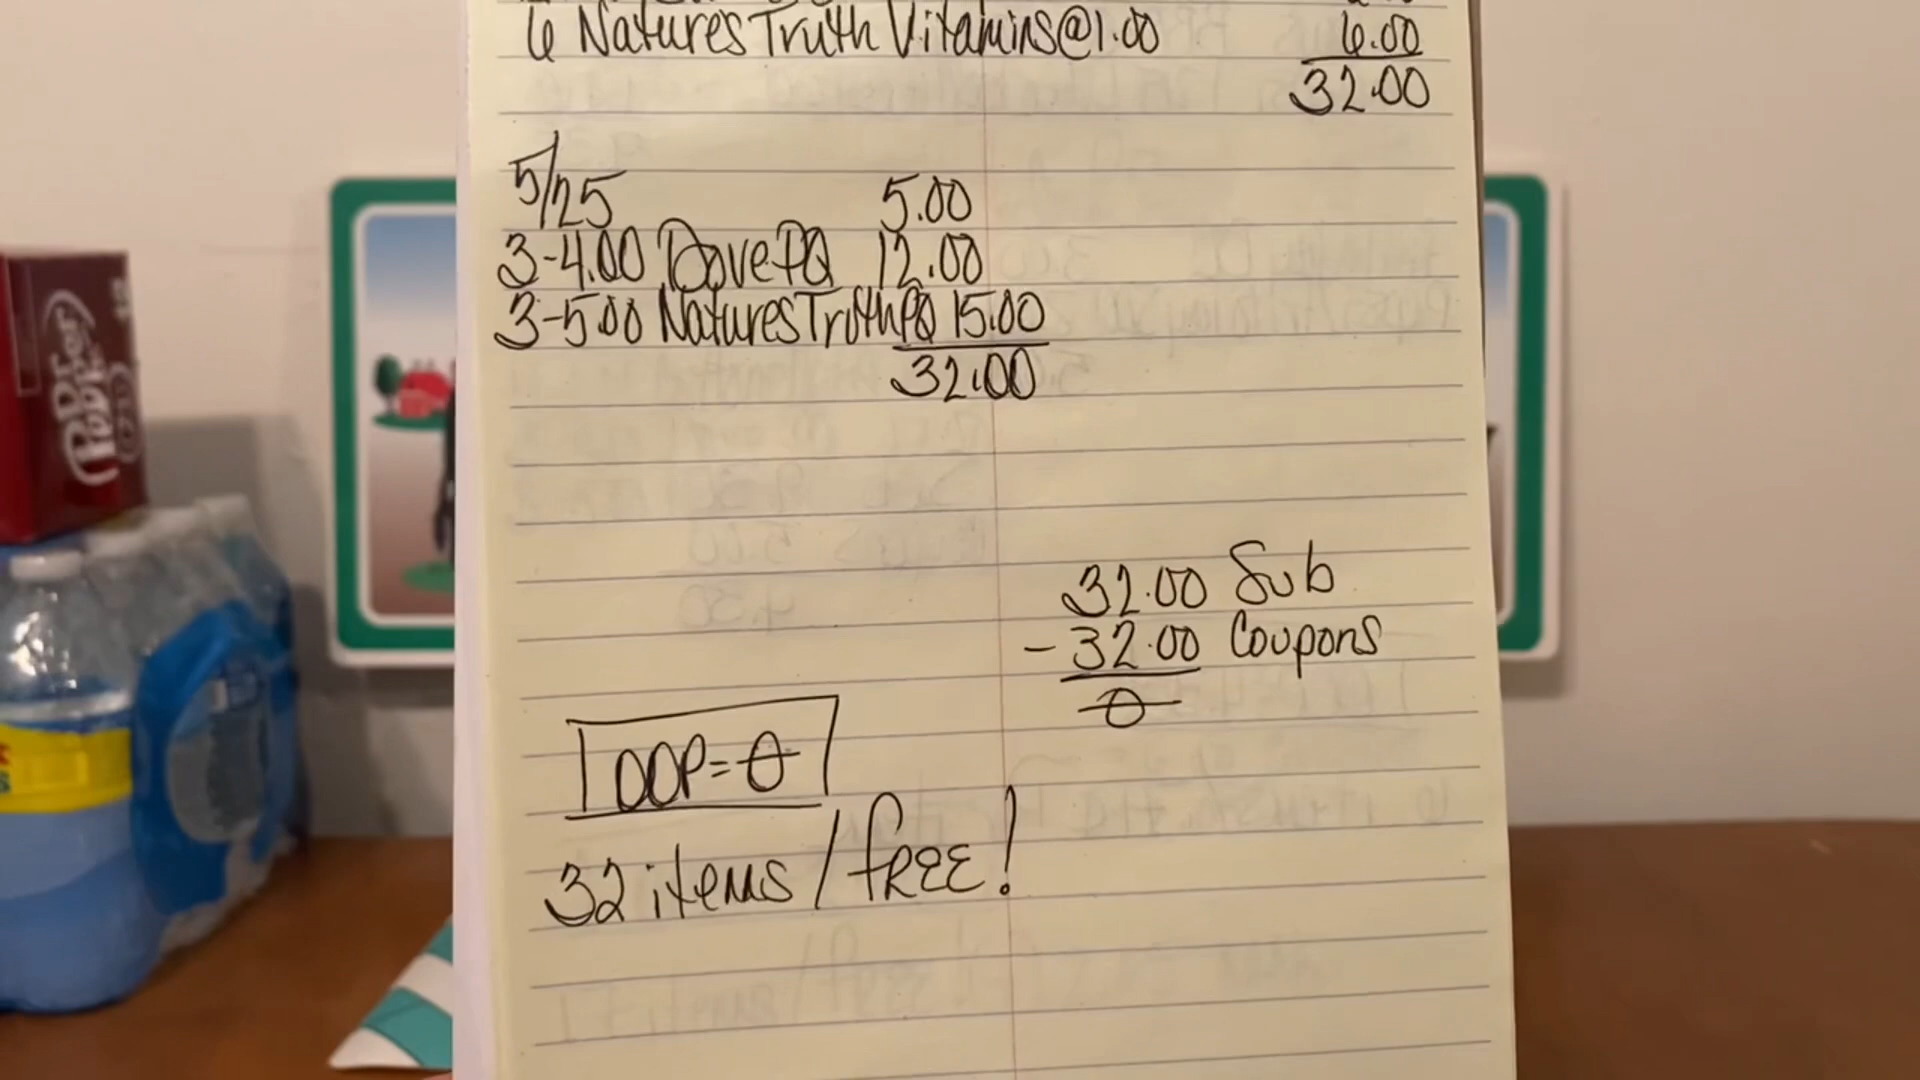 6 Natures Truth Vitamins@1.00 6.00
32.00
5/25 5.00
3-4.00 Dove PQ 12.00
3-5.00 Natures Truth PQ 15.00
32.00
32.00 Sub
-32.00 Coupons
0
OOP=0
32 items/free!
Dr Pepper